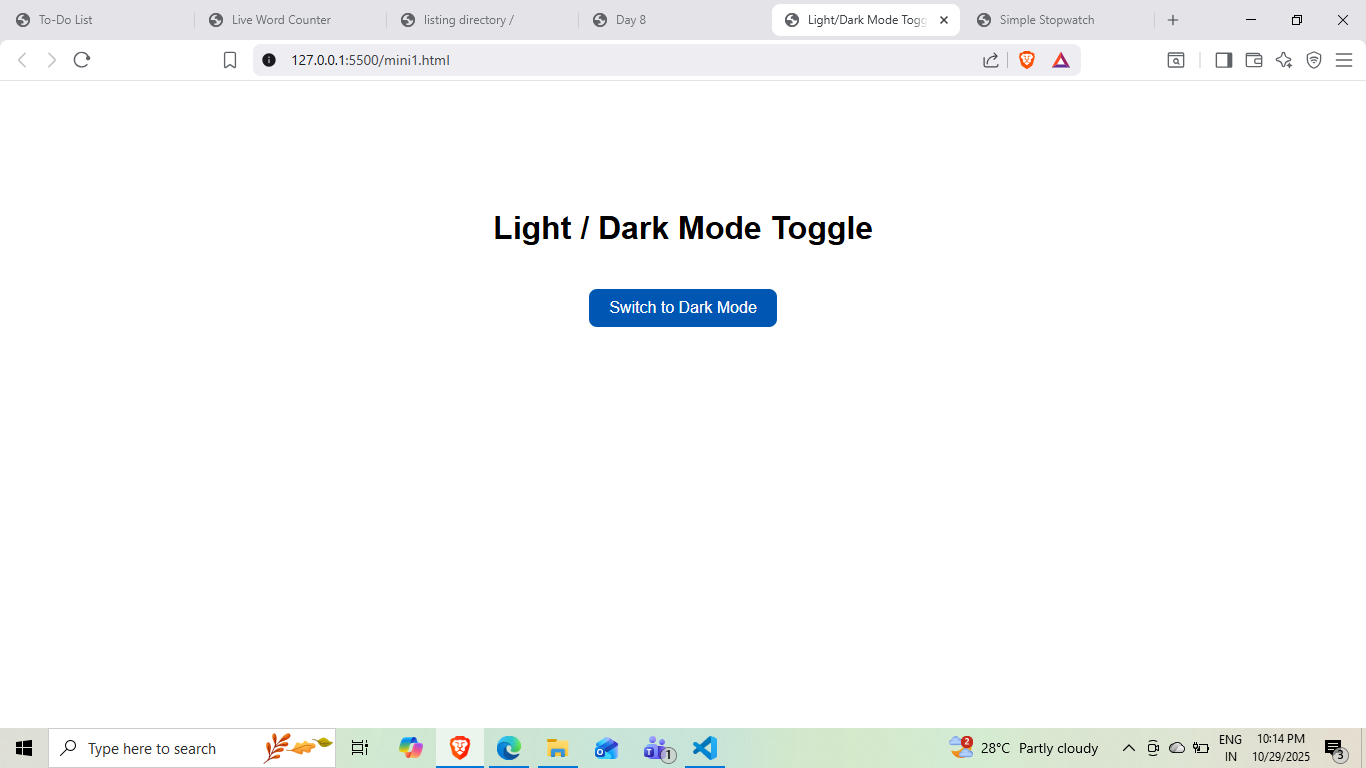 To-Do List
Live Word Counter
listing directory /
Day 8
Light/Dark Mode Togg
Simple Stopwatch
127.0.0.1:5500/mini1.html
Light / Dark Mode Toggle
Switch to Dark Mode
Type here to search
1
2
28°C Partly cloudy
ENG
IN
10:14 PM
10/29/2025
3